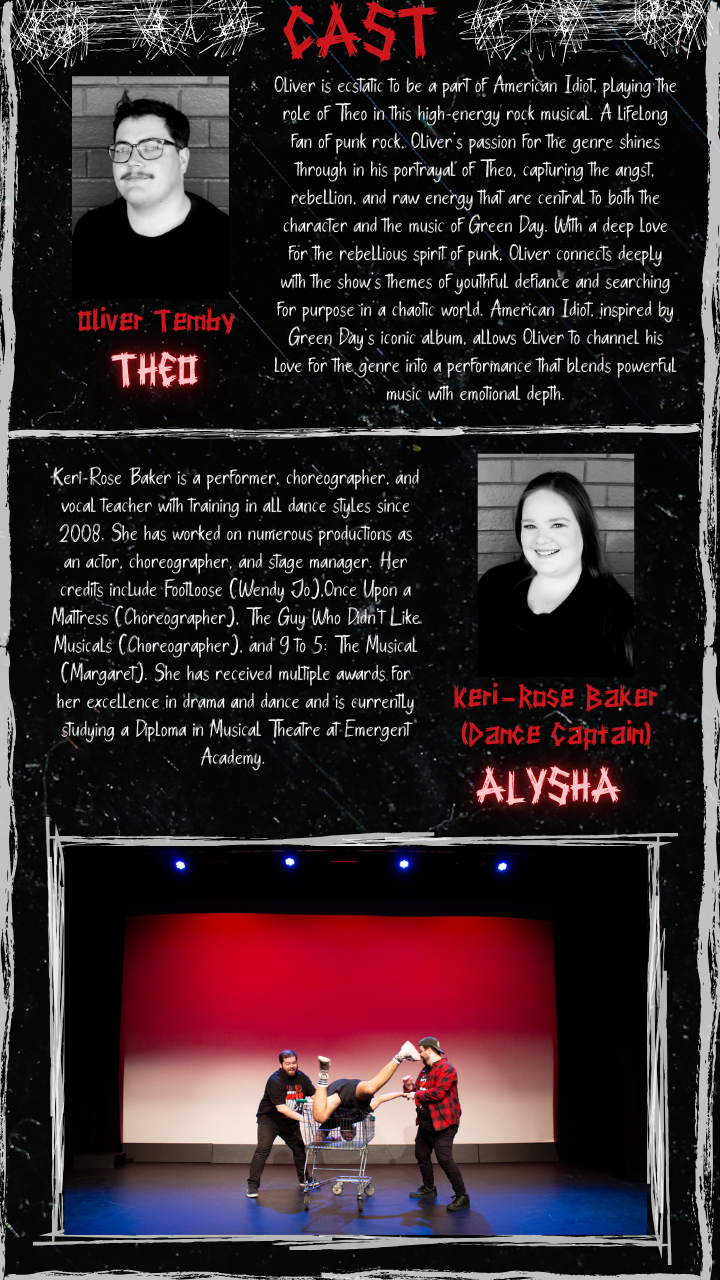 CAST
Oliver is ecstatic to be a part of American Idiot, playing the
role of Theo in this high-energy rock musical. A lifelong
fan of punk rock, Oliver's passion for the genre shines
through in his portrayal of Theo, capturing the angst,
rebellion, and raw energy that are central to both the
character and the music of Green Day. With a deep love
for the rebellious spirit of punk, Oliver connects deeply
with the show's themes of youthful defiance and searching
for purpose in a chaotic world. American Idiot, inspired by
Green Day's iconic album, allows Oliver to channel his
love for the genre into a performance that blends powerful
music with emotional depth.
Oliver Temby
THEO
Keri-Rose Baker is a performer, choreographer, and
vocal teacher with training in all dance styles since
2008. She has worked on numerous productions as
an actor, choreographer, and stage manager. Her
credits include Footloose (Wendy Jo),Once Upon a
Mattress (Choreographer), The Guy Who Didn't Like
Musicals (Choreographer), and 9 to 5: The Musical
(Margaret). She has received multiple awards for
her excellence in drama and dance and is currently
studying a Diploma in Musical Theatre at Emergent
Academy.
Keri-Rose Baker
(Dance Captain)
ALYSHA